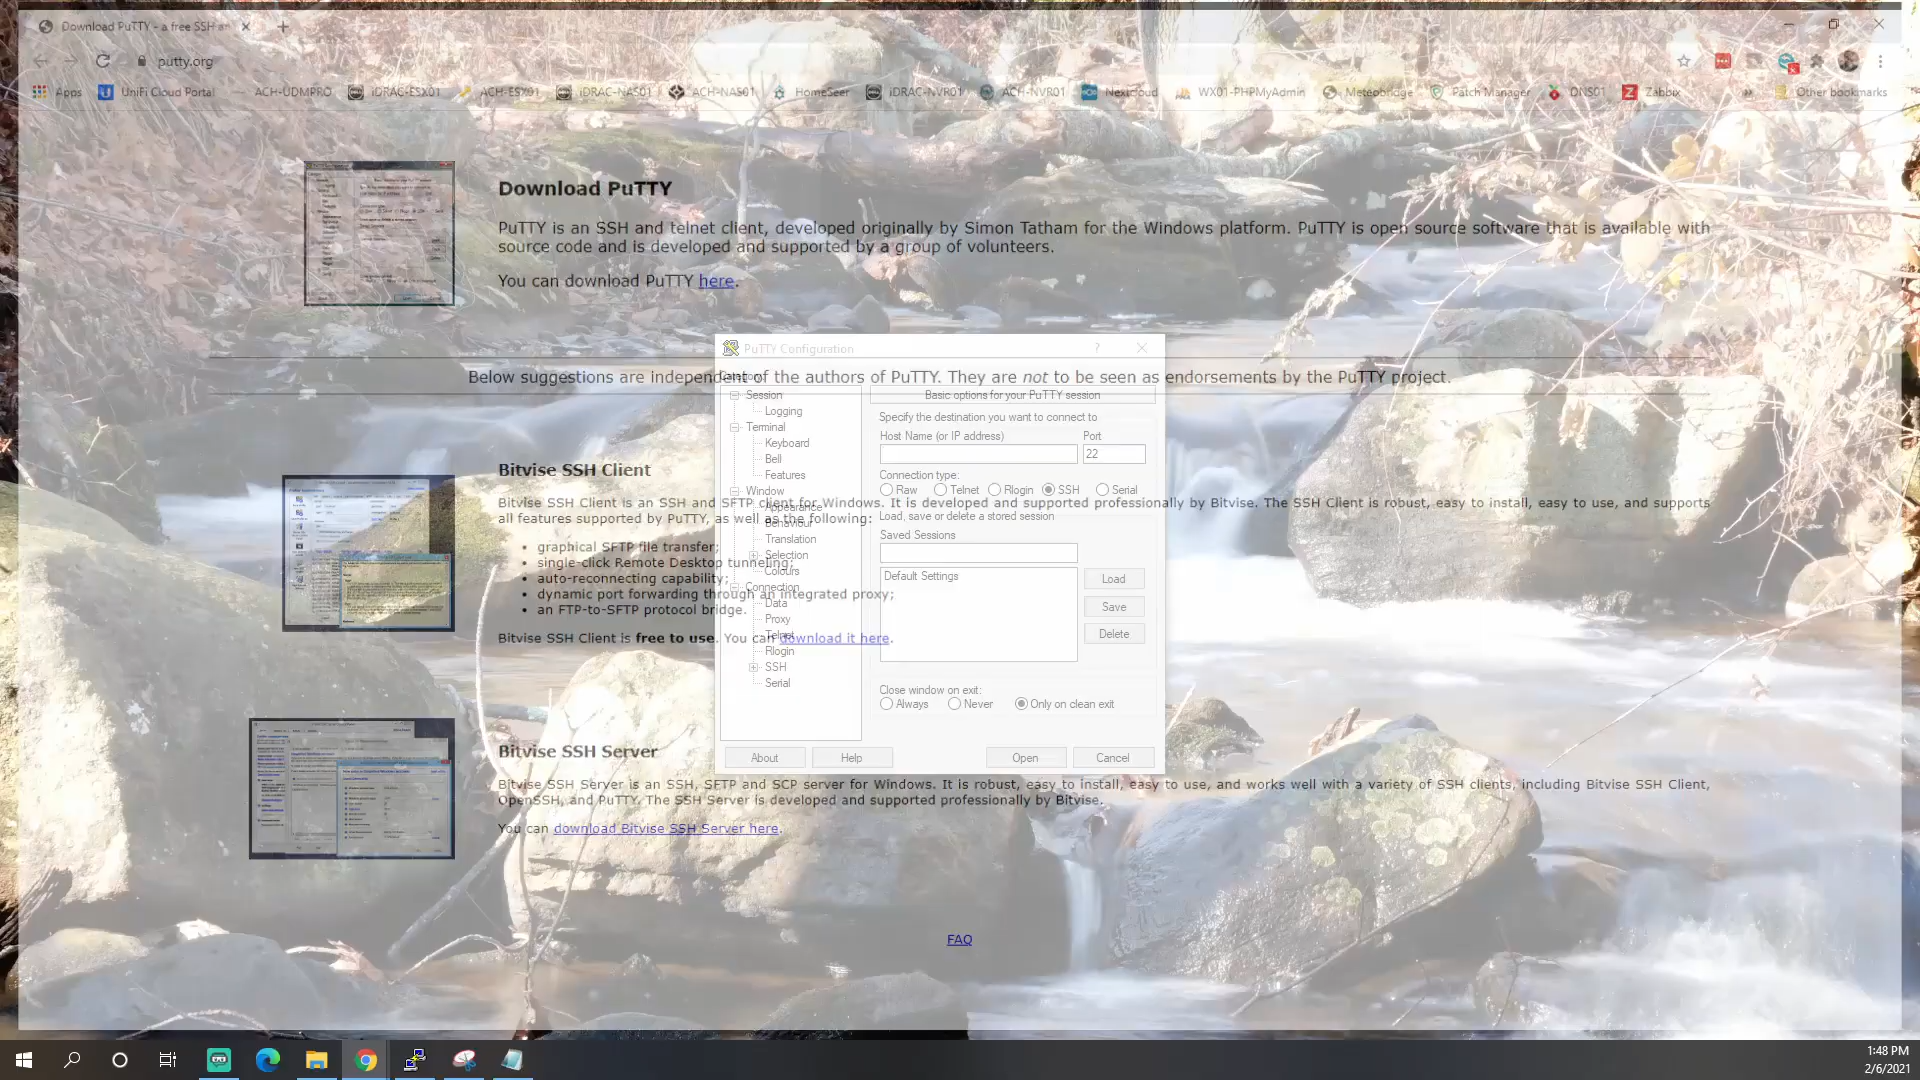 Download PuTTY - a free SSH an
putty.org
Apps
UniFi Cloud Portal
ACH-UDMPRO
iDRAC-ESX01
ACH-ESX01
iDRAC-NAS01
ACH-NAS01
HomeSeer
iDRAC-NVR01
ACH-NVR01
Nextcloud
WX01-PHPMyAdmin
Meteobridge
Patch Manager
DNS01
Zabbix
»
Other bookmarks
Download PuTTY
PuTTY is an SSH and telnet client, developed originally by Simon Tatham for the Windows platform. PuTTY is open source software that is available with
source code and is developed and supported by a group of volunteers.
You can download PuTTY here.
Below suggestions are independent of the authors of PuTTY. They are not to be seen as endorsements by the PuTTY project.
Bitvise SSH Client
Bitvise SSH Client is an SSH and SFTP client for Windows. It is developed and supported professionally by Bitvise. The SSH Client is robust, easy to install, easy to use, and supports
all features supported by PuTTY, as well as the following:
• graphical SFTP file transfer;
• single-click Remote Desktop tunneling;
• auto-reconnecting capability;
• dynamic port forwarding through an integrated proxy;
• an FTP-to-SFTP protocol bridge.
Bitvise SSH Client is free to use. You can download it here.
Bitvise SSH Server
Bitvise SSH Server is an SSH, SFTP and SCP server for Windows. It is robust, easy to install, easy to use, and works well with a variety of SSH clients, including Bitvise SSH Client,
OpenSSH, and PuTTY. The SSH Server is developed and supported professionally by Bitvise.
You can download Bitvise SSH Server here.
FAQ
PuTTY Configuration
?
Category:
Session
Logging
Terminal
Keyboard
Bell
Features
Window
Appearance
Behaviour
Translation
Selection
Colours
Connection
Data
Proxy
Telnet
Rlogin
SSH
Serial
Basic options for your PuTTY session
Specify the destination you want to connect to
Host Name (or IP address)
Port
22
Connection type:
Raw
Telnet
Rlogin
SSH
Serial
Load, save or delete a stored session
Saved Sessions
Default Settings
Load
Save
Delete
Close window on exit:
Always
Never
Only on clean exit
About
Help
Open
Cancel
1:48 PM
2/6/2021